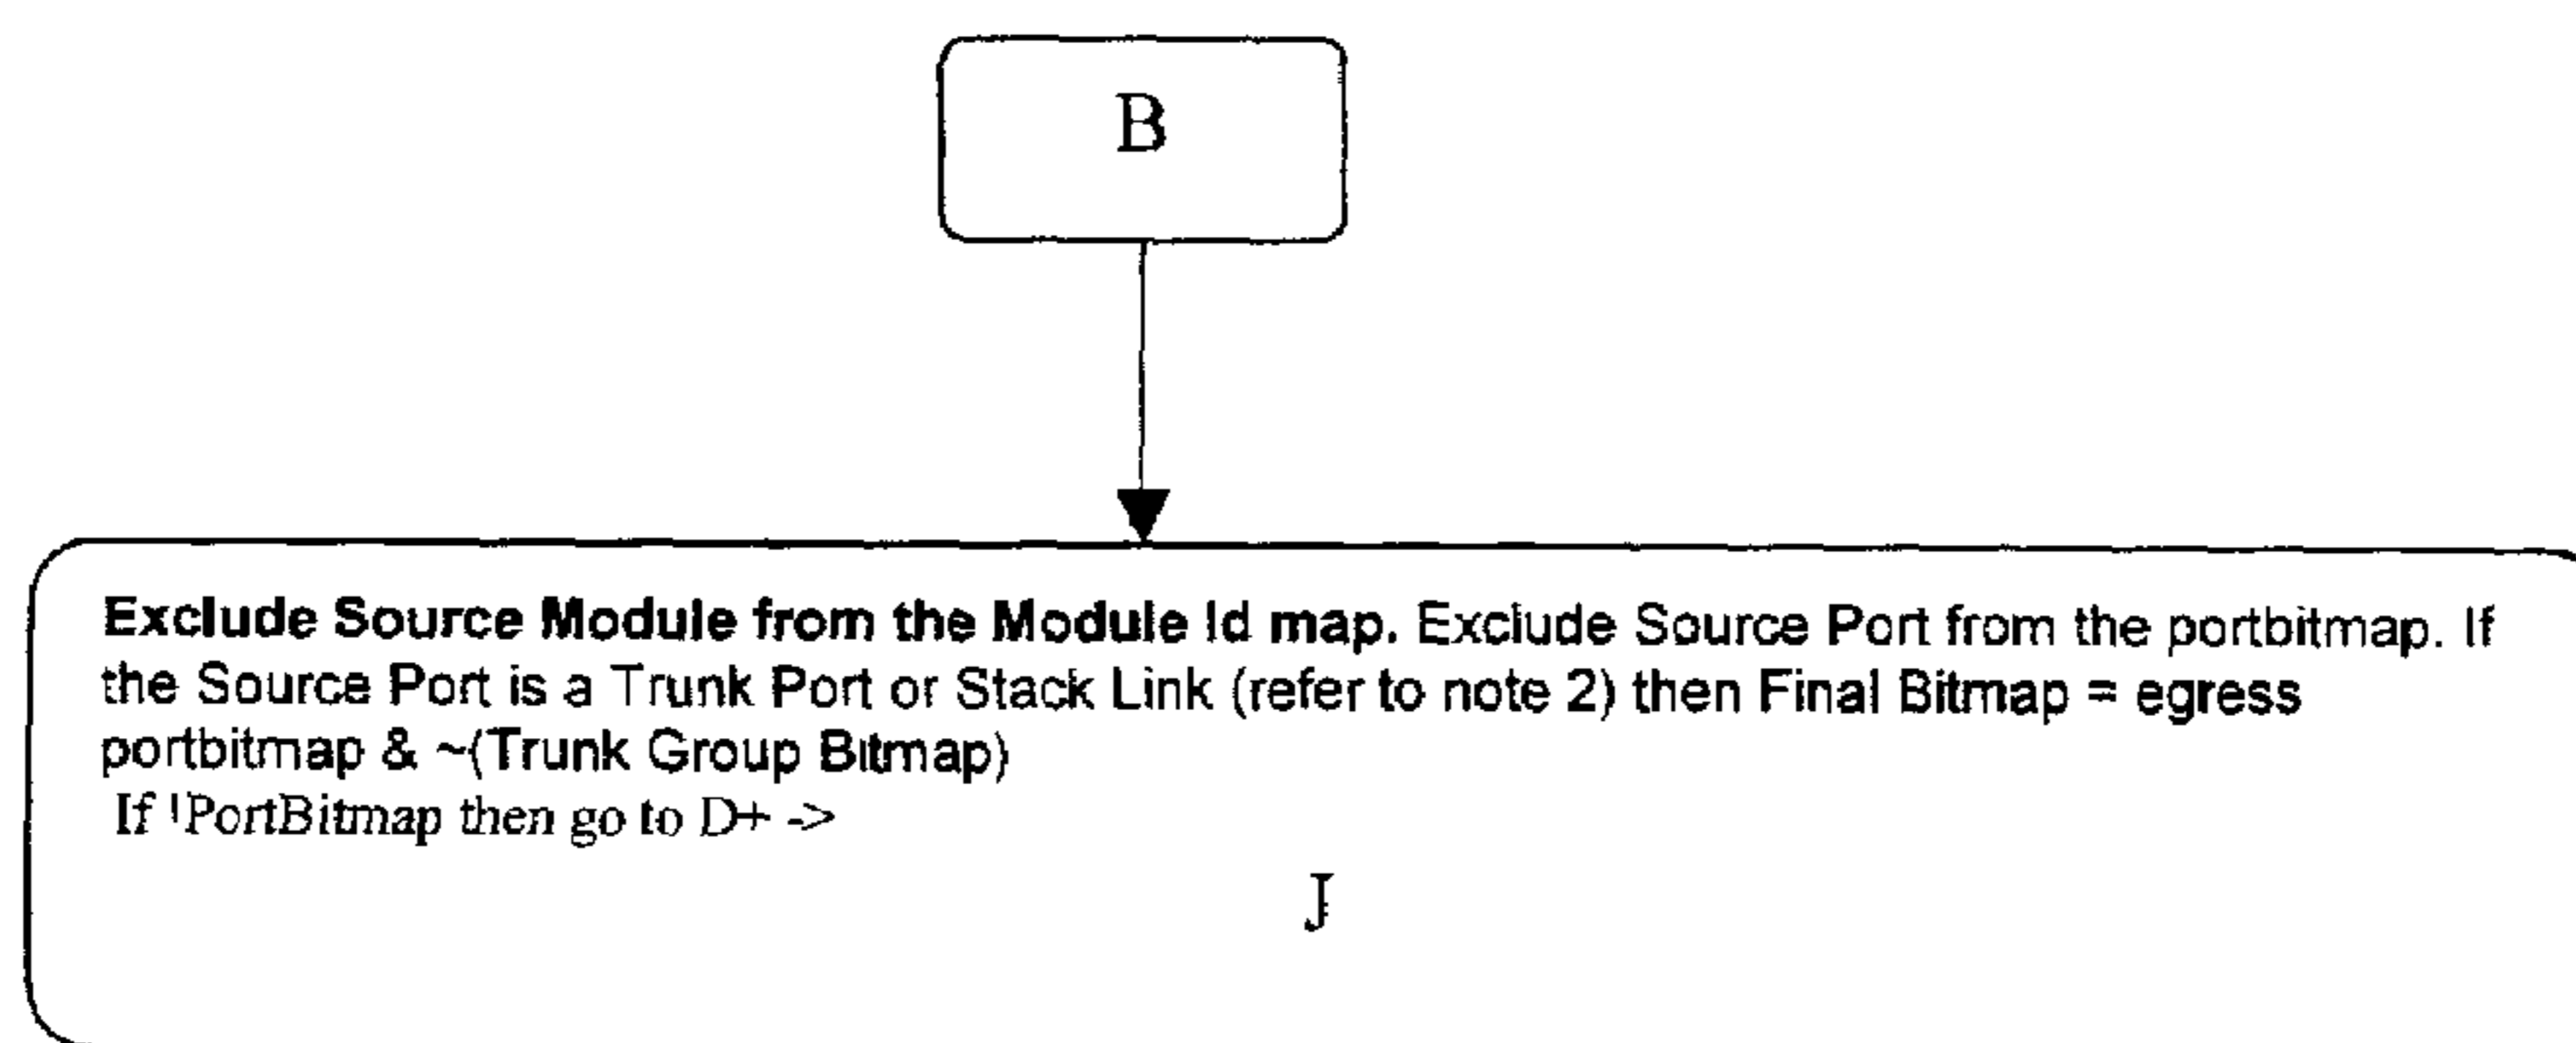 B
Exclude Source Module from the Module Id map. Exclude Source Port from the portbitmap. If
the Source Port is a Trunk Port or Stack Link (refer to note 2) then Final Bitmap = egress
portbitmap & ~(Trunk Group Bitmap)
If !PortBitmap then go to D+ ->
J